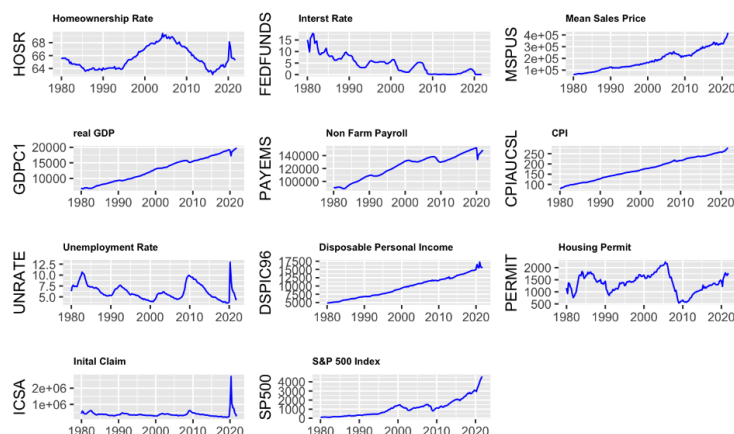 Homeownership Rate
HOSR
68
66
64
1980 1990 2000 2010 2020
Interst Rate
FEDFUNDS
15
10
5
0
1980 1990 2000 2010 2020
Mean Sales Price
MSPUS
4e+05
3e+05
2e+05
1e+05
1980 1990 2000 2010 2020
real GDP
GDPC1
20000
15000
10000
1980 1990 2000 2010 2020
Non Farm Payroll
PAYEMS
140000
120000
100000
1980 1990 2000 2010 2020
CPI
CPIAUCSL
250
200
150
100
1980 1990 2000 2010 2020
Unemployment Rate
UNRATE
12.5
10.0
7.5
5.0
1980 1990 2000 2010 2020
Disposable Personal Income
DSPIC96
17500
15000
12500
10000
7500
5000
1980 1990 2000 2010 2020
Housing Permit
PERMIT
2000
1500
1000
500
1980 1990 2000 2010 2020
Inital Claim
ICSA
2e+06
1e+06
1980 1990 2000 2010 2020
S&P 500 Index
SP500
4000
3000
2000
1000
0
1980 1990 2000 2010 2020